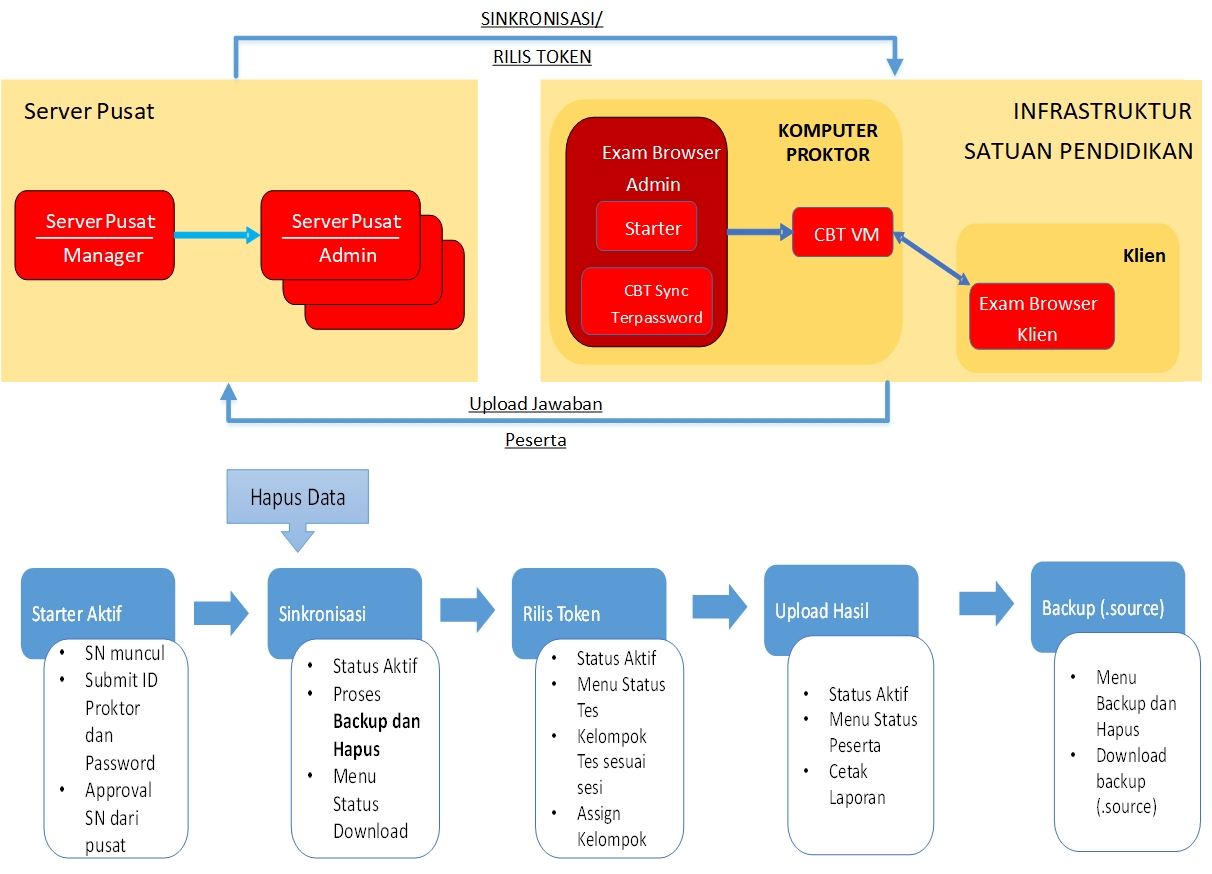 SINKRONISASI/
RILIS TOKEN
Server Pusat
Server Pusat
Manager
Server Pusat
Admin
INFRASTRUKTUR
SATUAN PENDIDIKAN
KOMPUTER
PROKTOR
Exam Browser
Admin
Starter
CBT Sync
Terpassword
CBT VM
Klien
Exam Browser
Klien
Upload Jawaban
Peserta
Hapus Data
Starter Aktif
• SN muncul
• Submit ID
Proktor
dan
Password
• Approval
SN dari
pusat
Sinkronisasi
• Status Aktif
• Proses
Backup dan
Hapus
• Menu
Status
Download
Rilis Token
• Status Aktif
• Menu Status
Tes
• Kelompok
Tes sesuai
sesi
• Assign
Kelompok
Upload Hasil
• Status Aktif
• Menu Status
Peserta
• Cetak
Laporan
Backup (.source)
• Menu
Backup dan
Hapus
• Download
backup
(.source)